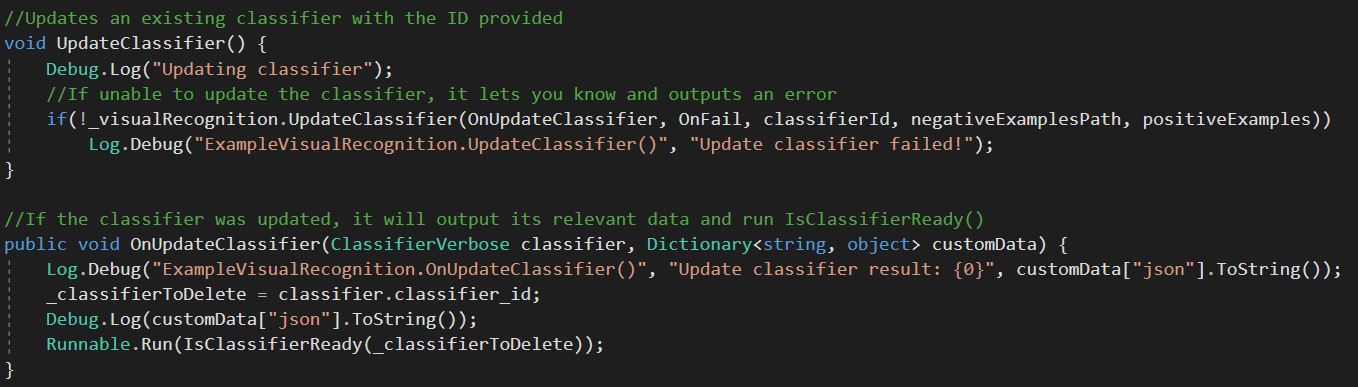 //Updates an existing classifier with the ID provided
void UpdateClassifier() {
    Debug.Log("Updating classifier");
    //If unable to update the classifier, it lets you know and outputs an error
    if(!_visualRecognition.UpdateClassifier(OnUpdateClassifier, OnFail, classifierId, negativeExamplesPath, positiveExamples))
        Log.Debug("ExampleVisualRecognition.UpdateClassifier()", "Update classifier failed!");
}

//If the classifier was updated, it will output its relevant data and run IsClassifierReady()
public void OnUpdateClassifier(ClassifierVerbose classifier, Dictionary<string, object> customData) {
    Log.Debug("ExampleVisualRecognition.OnUpdateClassifier()", "Update classifier result: {0}", customData["json"].ToString());
    _classifierToDelete = classifier.classifier_id;
    Debug.Log(customData["json"].ToString());
    Runnable.Run(IsClassifierReady(_classifierToDelete));
}